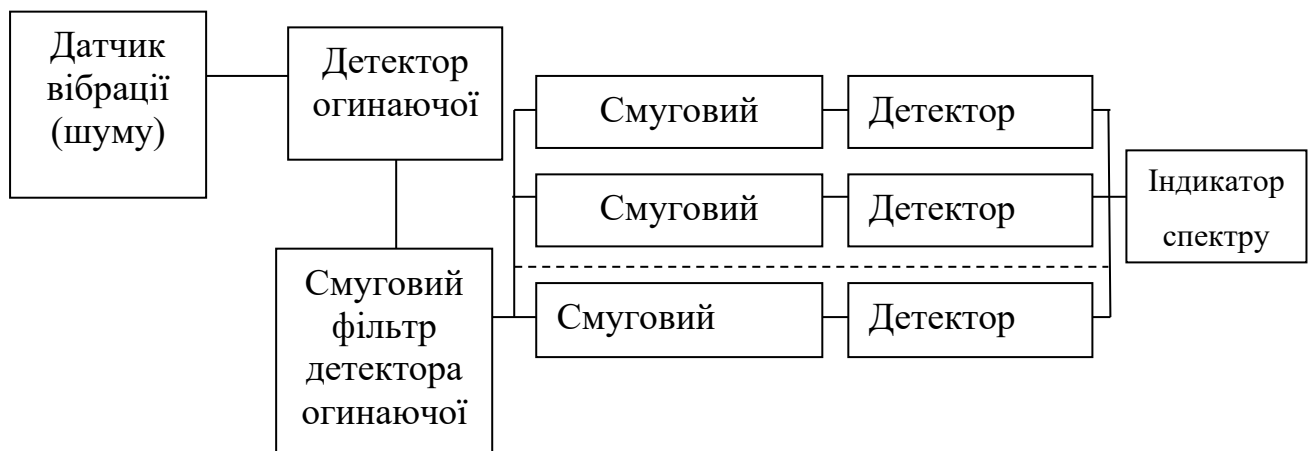 Датчик
вібрації
(шуму)
Детектор
огинаючої
Смуговий
фільтр
детектора
огинаючої
Смуговий
Детектор
Смуговий
Детектор
Смуговий
Детектор
Індикатор
спектру